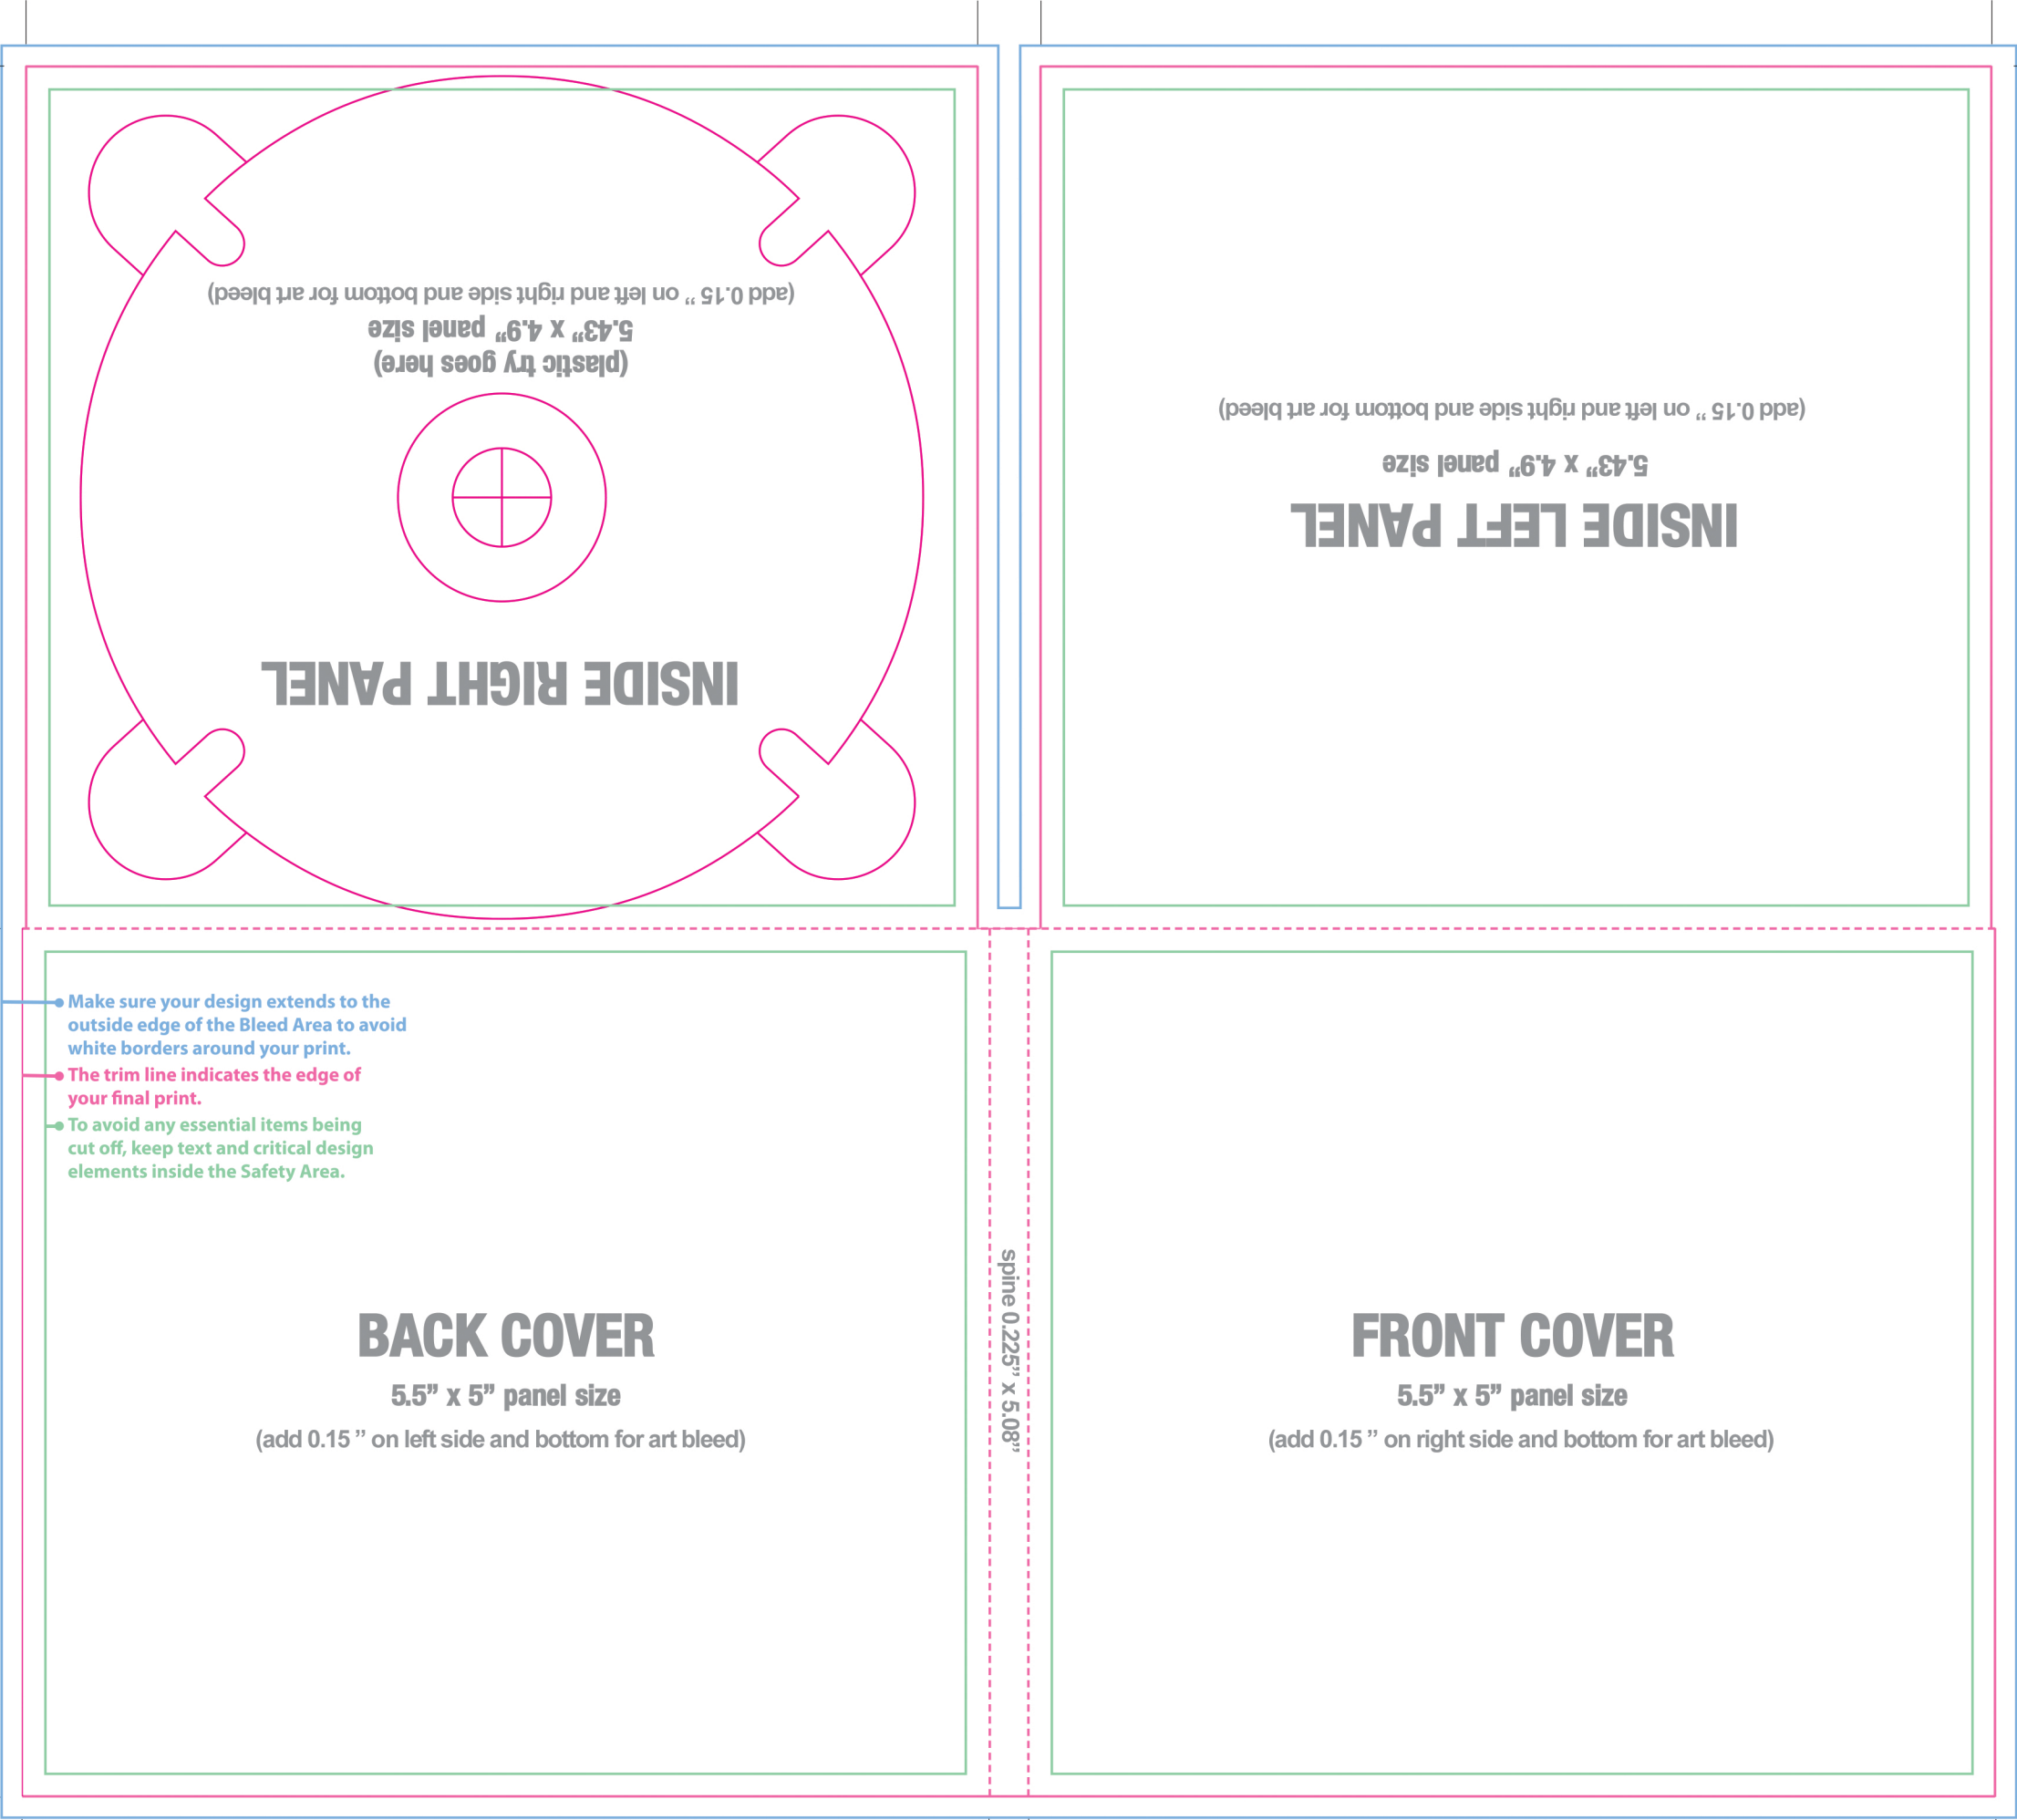 INSIDE RIGHT PANEL
(plastic try goes here)
5.43” x 4.9” panel size
(add 0.15 ” on left and right side and bottom for art bleed)
INSIDE LEFT PANEL
5.43” x 4.9” panel size
(add 0.15 ” on left and right side and bottom for art bleed)
Make sure your design extends to the
outside edge of the Bleed Area to avoid
white borders around your print.
The trim line indicates the edge of
your final print.
To avoid any essential items being
cut off, keep text and critical design
elements inside the Safety Area.
BACK COVER
5.5” x 5” panel size
(add 0.15 ” on left side and bottom for art bleed)
spine 0.225” x 5.08”
FRONT COVER
5.5” x 5” panel size
(add 0.15 ” on right side and bottom for art bleed)